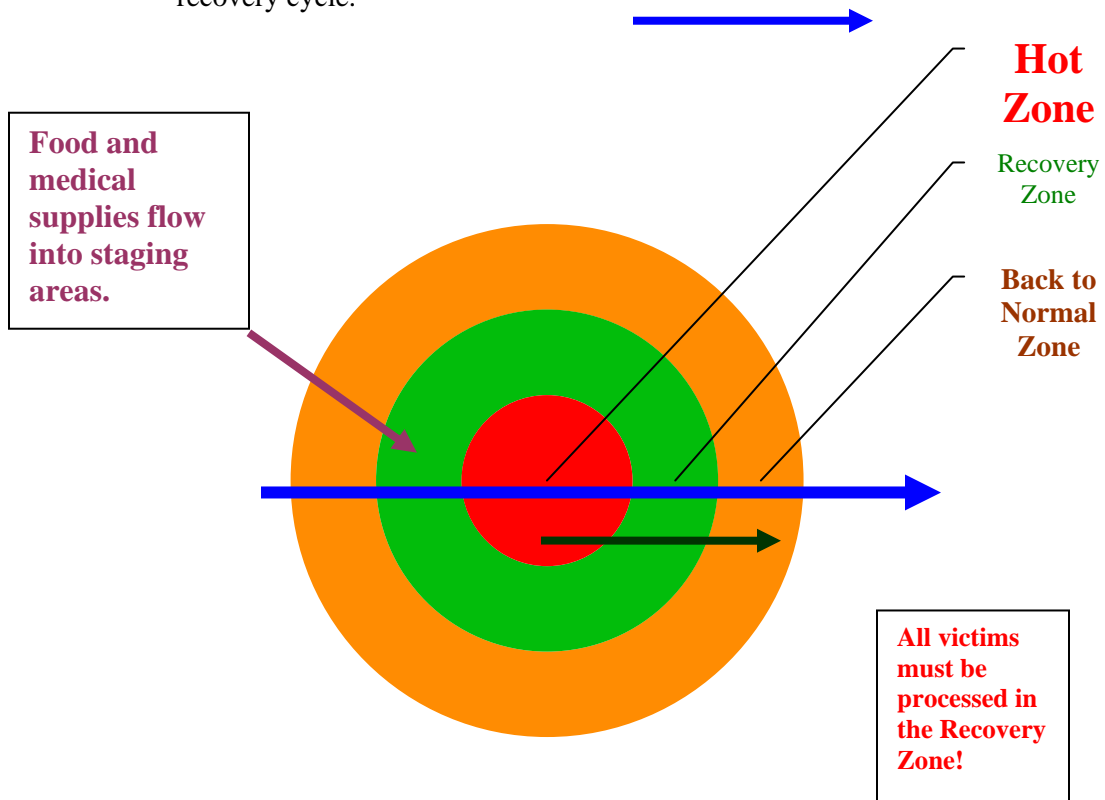 recovery cycle.
Hot
Zone
Food and
medical
supplies flow
into staging
areas.
Recovery
Zone
Back to
Normal
Zone
All victims
must be
processed in
the Recovery
Zone!